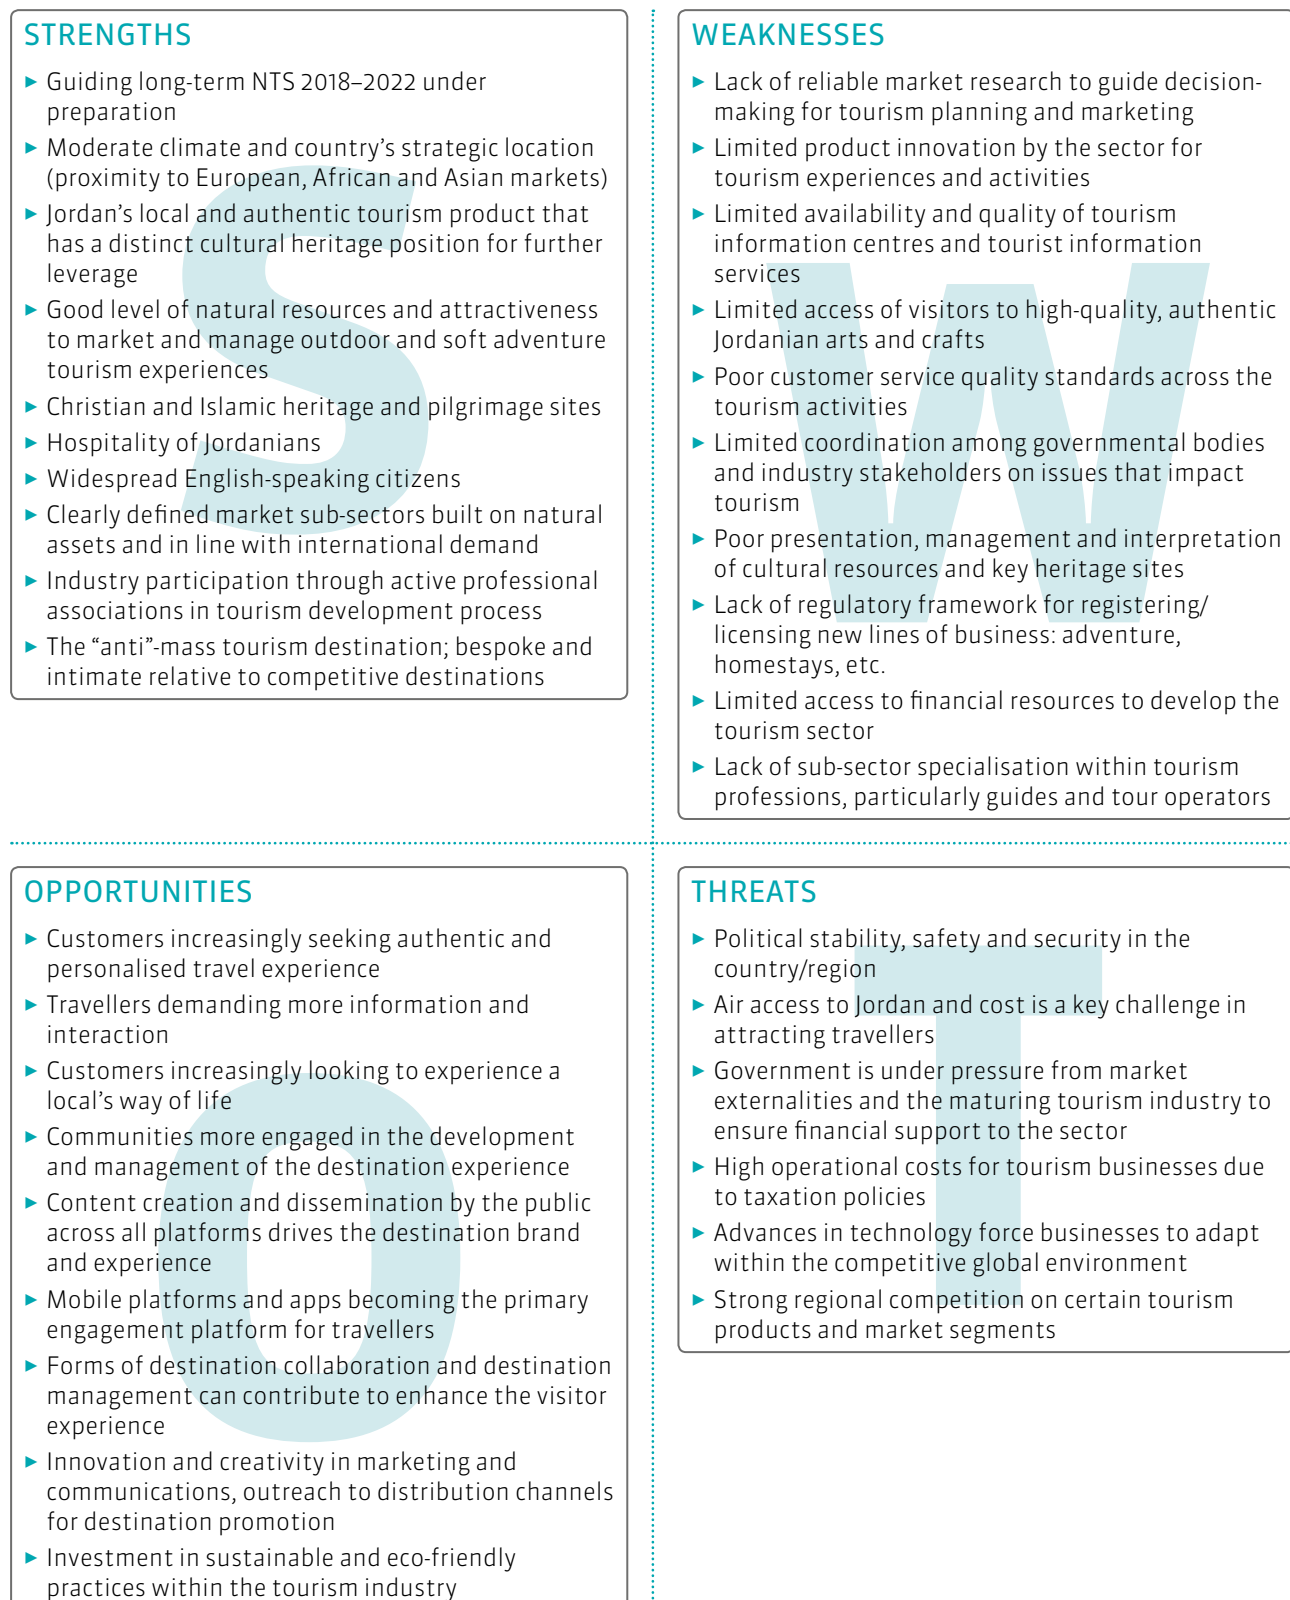 STRENGTHS
► Guiding long-term NTS 2018–2022 under
preparation
► Moderate climate and country's strategic location
(proximity to European, African and Asian markets)
► Jordan's local and authentic tourism product that
has a distinct cultural heritage position for further
leverage
► Good level of natural resources and attractiveness
to market and manage outdoor and soft adventure
tourism experiences
► Christian and Islamic heritage and pilgrimage sites
► Hospitality of Jordanians
► Widespread English-speaking citizens
► Clearly defined market sub-sectors built on natural
assets and in line with international demand
► Industry participation through active professional
associations in tourism development process
► The “anti”-mass tourism destination; bespoke and
intimate relative to competitive destinations
S
WEAKNESSES
► Lack of reliable market research to guide decision-
making for tourism planning and marketing
► Limited product innovation by the sector for
tourism experiences and activities
► Limited availability and quality of tourism
information centres and tourist information
services
► Limited access of visitors to high-quality, authentic
Jordanian arts and crafts
► Poor customer service quality standards across the
tourism activities
► Limited coordination among governmental bodies
and industry stakeholders on issues that impact
tourism
► Poor presentation, management and interpretation
of cultural resources and key heritage sites
► Lack of regulatory framework for registering/
licensing new lines of business: adventure,
homestays, etc.
► Limited access to financial resources to develop the
tourism sector
► Lack of sub-sector specialisation within tourism
professions, particularly guides and tour operators
W
OPPORTUNITIES
► Customers increasingly seeking authentic and
personalised travel experience
► Travellers demanding more information and
interaction
► Customers increasingly looking to experience a
local's way of life
► Communities more engaged in the development
and management of the destination experience
► Content creation and dissemination by the public
across all platforms drives the destination brand
and experience
► Mobile platforms and apps becoming the primary
engagement platform for travellers
► Forms of destination collaboration and destination
management can contribute to enhance the visitor
experience
► Innovation and creativity in marketing and
communications, outreach to distribution channels
for destination promotion
► Investment in sustainable and eco-friendly
practices within the tourism industry
O
THREATS
► Political stability, safety and security in the
country/region
► Air access to Jordan and cost is a key challenge in
attracting travellers
► Government is under pressure from market
externalities and the maturing tourism industry to
ensure financial support to the sector
► High operational costs for tourism businesses due
to taxation policies
► Advances in technology force businesses to adapt
within the competitive global environment
► Strong regional competition on certain tourism
products and market segments
T